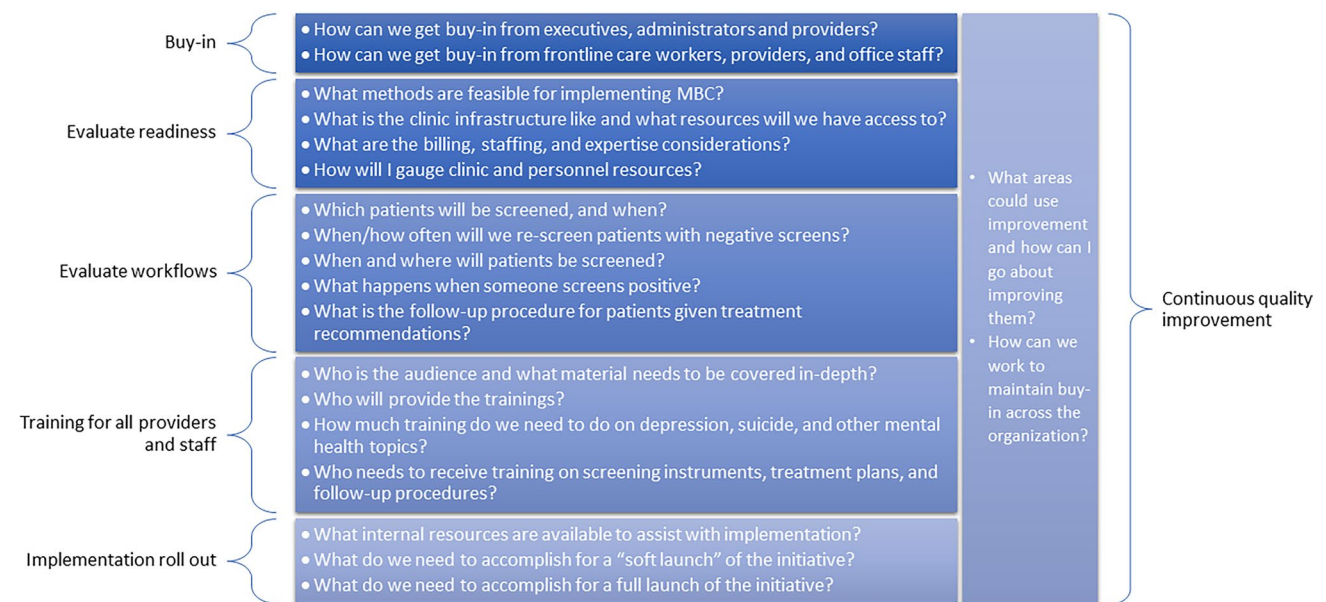 Buy-in
• How can we get buy-in from executives, administrators and providers?
• How can we get buy-in from frontline care workers, providers, and office staff?
Evaluate readiness
• What methods are feasible for implementing MBC?
• What is the clinic infrastructure like and what resources will we have access to?
• What are the billing, staffing, and expertise considerations?
• How will I gauge clinic and personnel resources?
Evaluate workflows
• Which patients will be screened, and when?
• When/how often will we re-screen patients with negative screens?
• When and where will patients be screened?
• What happens when someone screens positive?
• What is the follow-up procedure for patients given treatment
recommendations?
Training for all providers
and staff
• Who is the audience and what material needs to be covered in-depth?
• Who will provide the trainings?
• How much training do we need to do on depression, suicide, and other mental
health topics?
• Who needs to receive training on screening instruments, treatment plans, and
follow-up procedures?
Implementation roll out
• What internal resources are available to assist with implementation?
• What do we need to accomplish for a “soft launch” of the initiative?
• What do we need to accomplish for a full launch of the initiative?
• What areas
could use
improvement
and how can I
go about
improving
them?
• How can we
work to
maintain buy-
in across the
organization?
Continuous quality
improvement